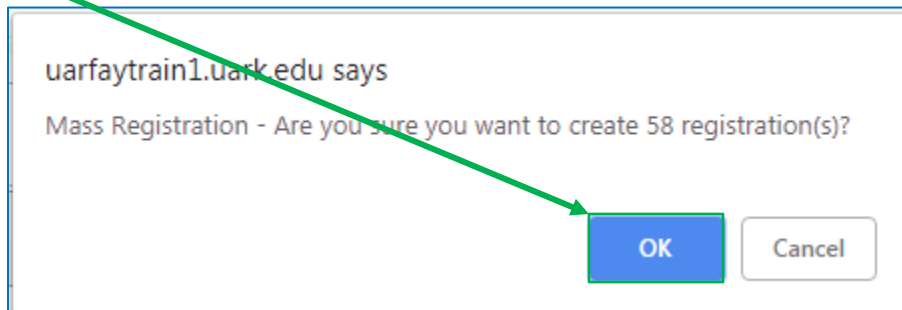 uarfaytrain1.uark.edu says
Mass Registration - Are you sure you want to create 58 registration(s)?
OK Cancel